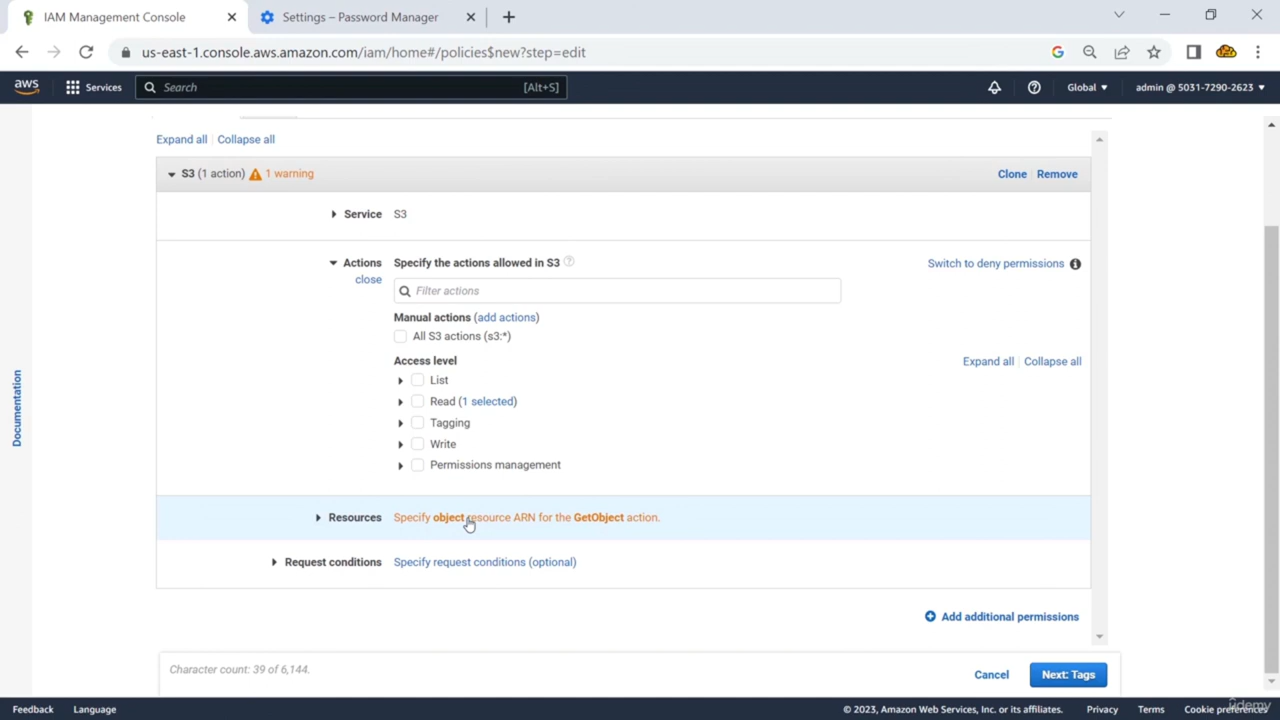 IAM Management Console
Settings – Password Manager
us-east-1.console.aws.amazon.com/iam/home#/policies$new?step=edit
aws
Services
Search
[Alt+S]
Global
admin @ 5031-7290-2623
Expand all | Collapse all
S3 (1 action) 1 warning
Clone Remove
Service S3
Actions Specify the actions allowed in S3
Switch to deny permissions
close
Filter actions
Manual actions (add actions)
All S3 actions (s3:*)
Access level
Expand all | Collapse all
List
Read (1 selected)
Tagging
Write
Permissions management
Resources Specify object resource ARN for the GetObject action.
Request conditions Specify request conditions (optional)
Add additional permissions
Documentation
Character count: 39 of 6,144.
Cancel
Next: Tags
Feedback
Language
© 2023, Amazon Web Services, Inc. or its affiliates.
Privacy
Terms
Cookie preferences
udemy